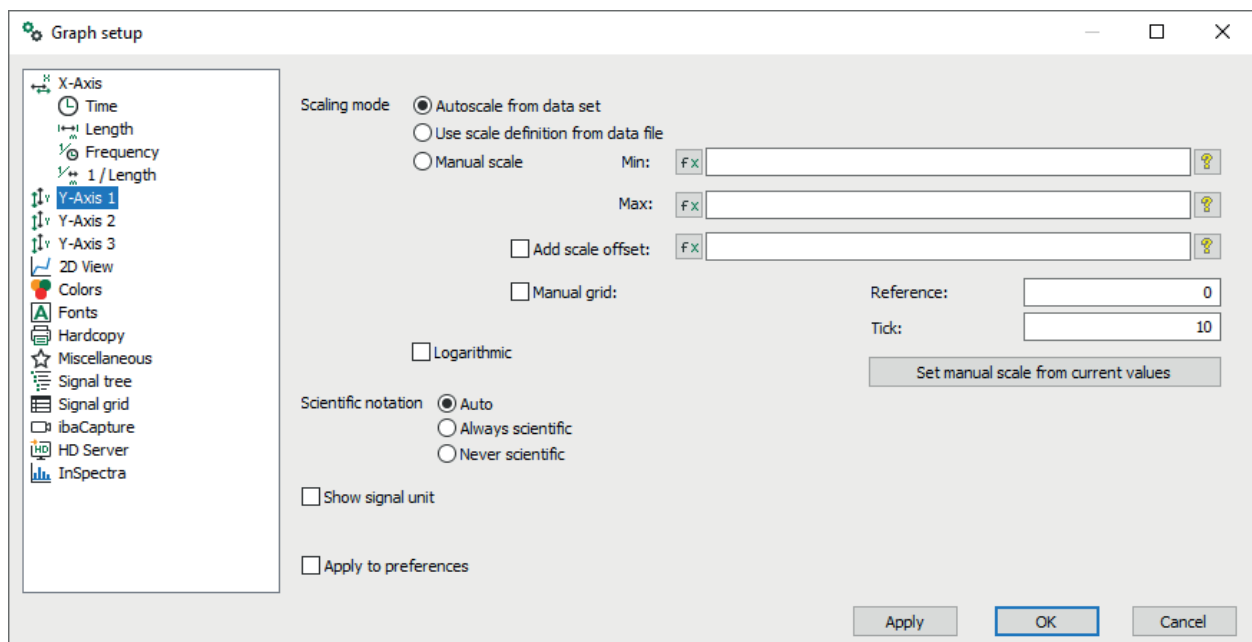 Graph setup
X-Axis
Time
Length
Frequency
1 / Length
Y-Axis 1
Y-Axis 2
Y-Axis 3
2D View
Colors
Fonts
Hardcopy
Miscellaneous
Signal tree
Signal grid
ibaCapture
HD Server
InSpectra
Scaling mode Autoscale from data set
Use scale definition from data file
Manual scale Min: fx ?
Max: fx ?
Add scale offset: fx ?
Manual grid: Reference: 0
Tick: 10
Logarithmic
Set manual scale from current values
Scientific notation Auto
Always scientific
Never scientific
Show signal unit
Apply to preferences
Apply OK Cancel